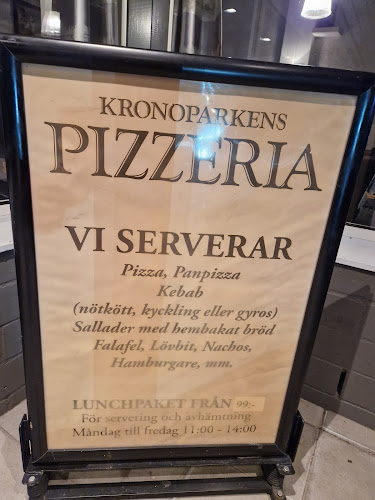 KRONOPARKENS
PIZZERIA
VI SERVERAR
Pizza, Panpizza
Kebab
(nötkött, kyckling eller gyros)
Sallader med hembakat bröd
Falafel, Lövbit, Nachos,
Hamburgare, mm.
LUNCHPAKET FRÅN 99:-
För servering och avhämtning
Måndag till fredag 11:00 - 14:00